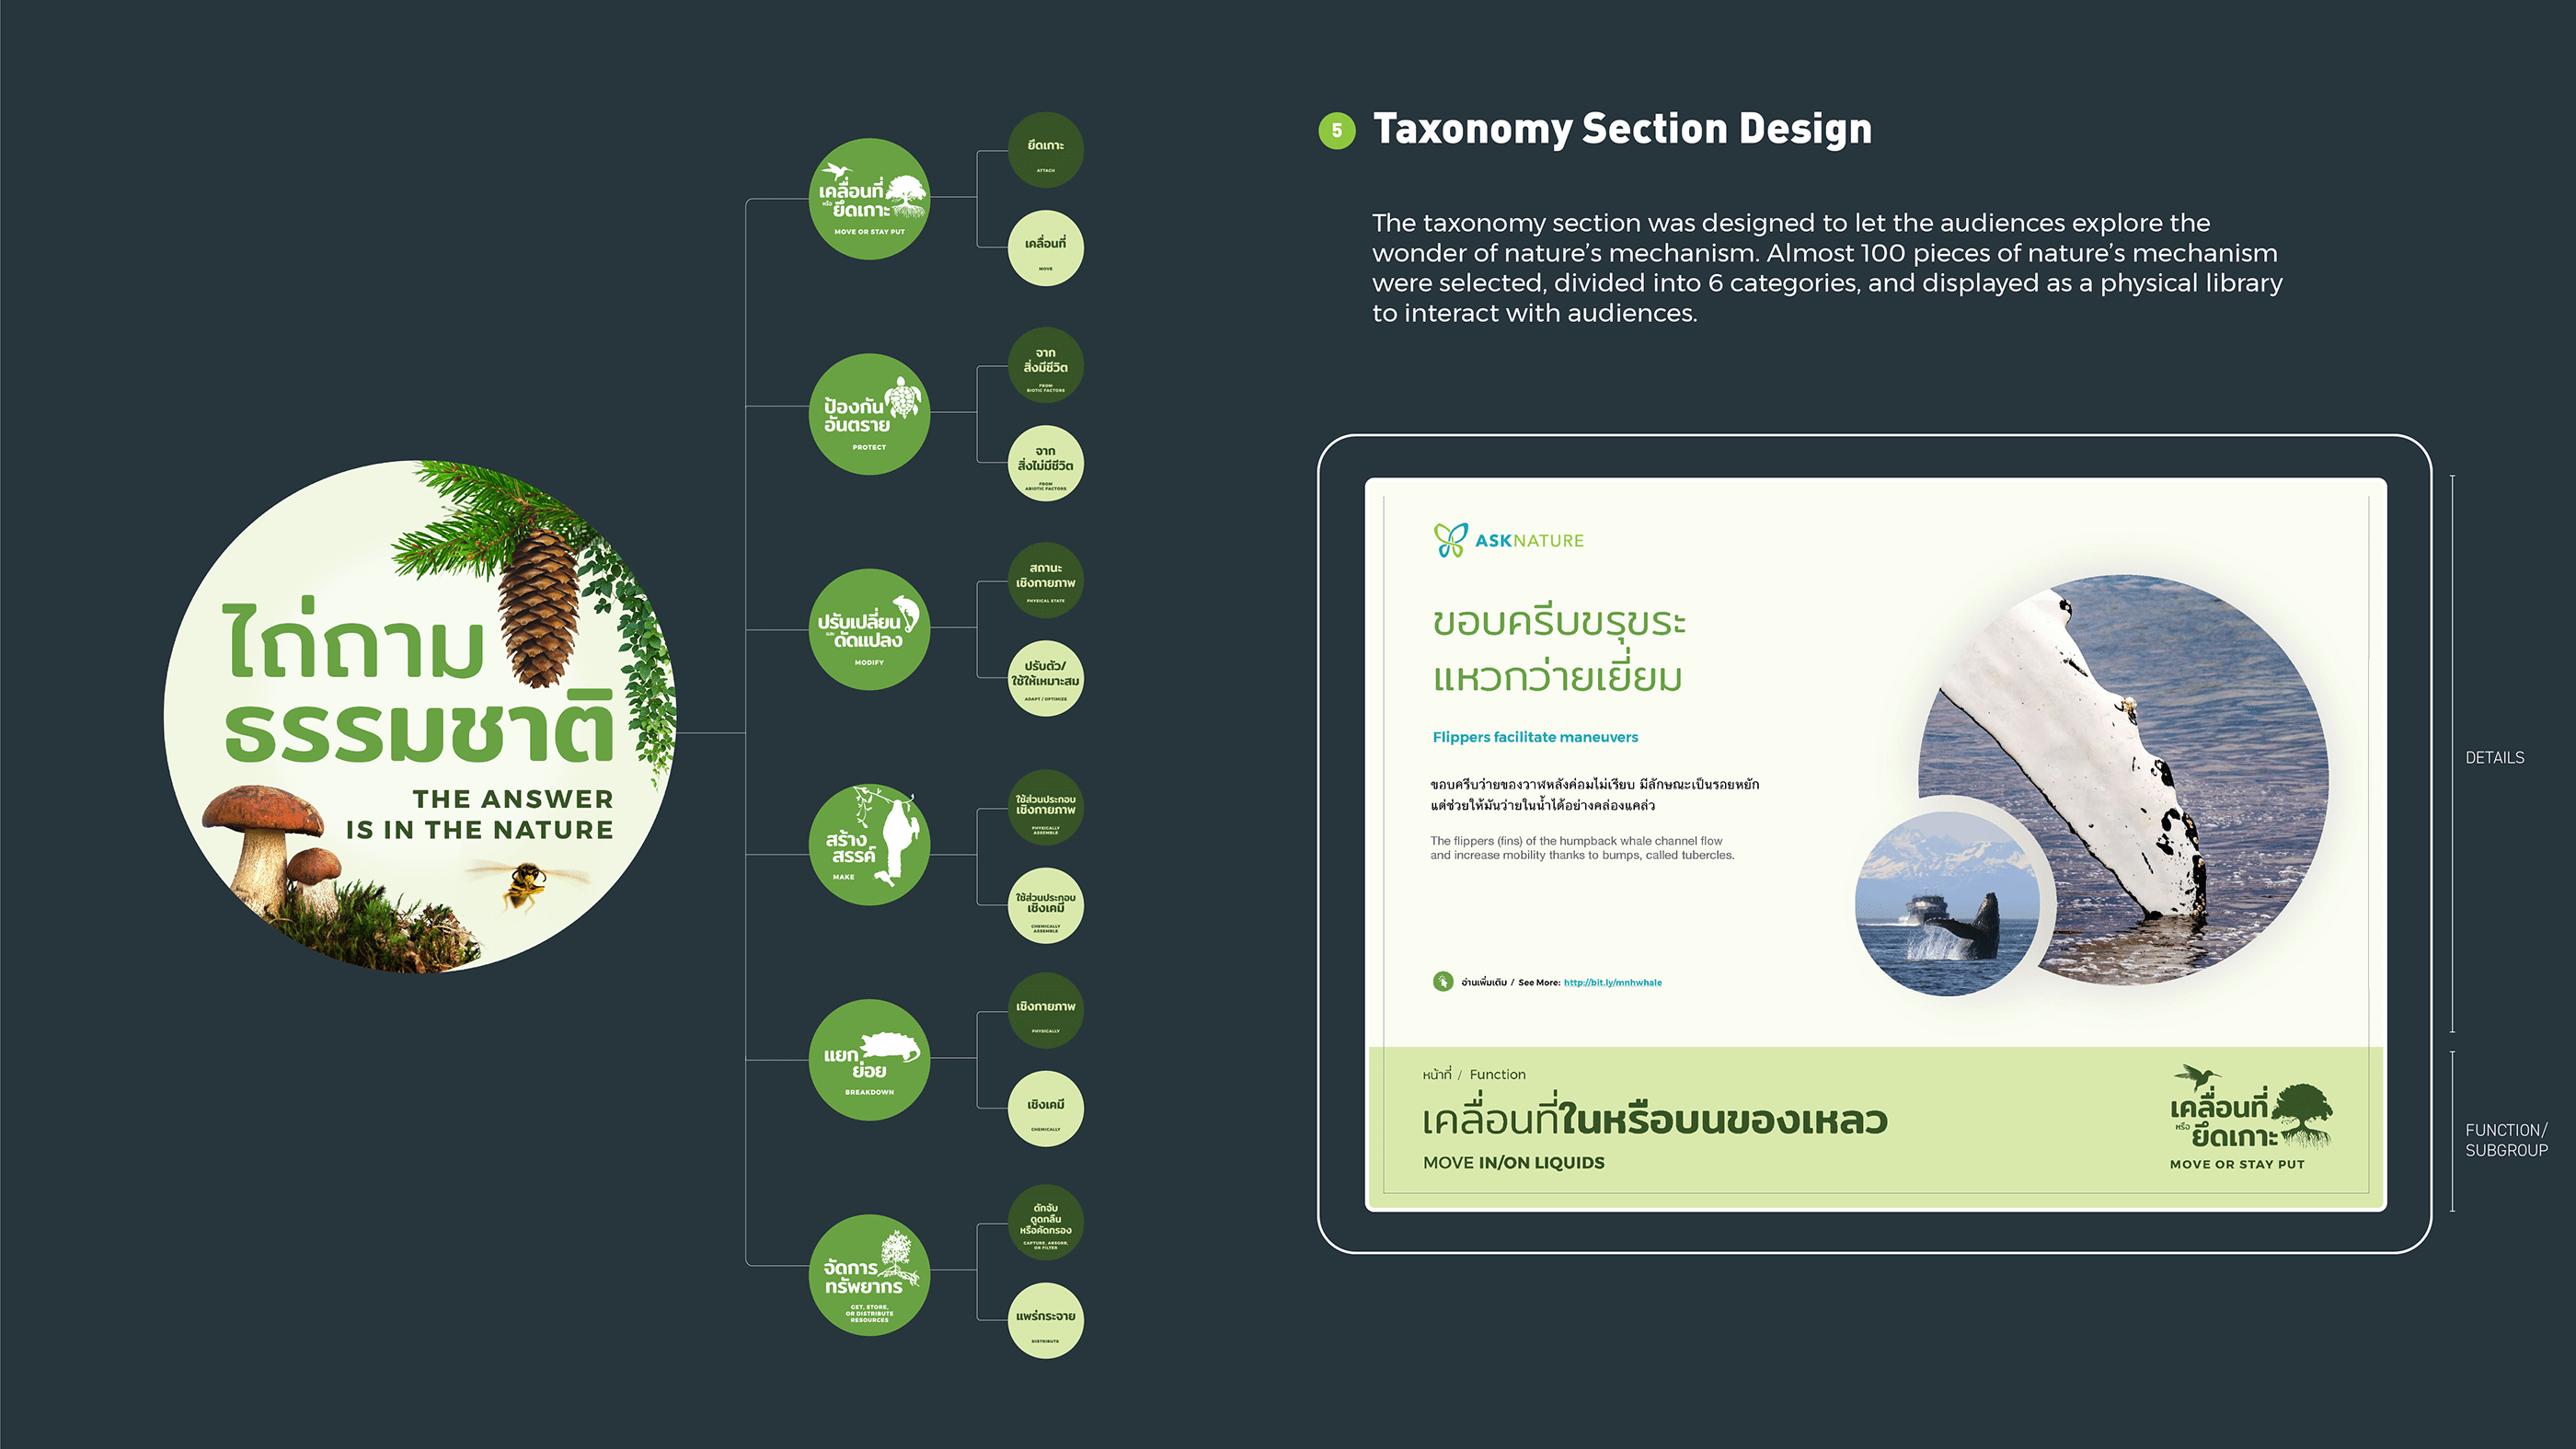 ไถ่ถาม
ธรรมชาติ
THE ANSWER
IS IN THE NATURE
เคลื่อนที่
หรือ ยึดเกาะ
MOVE OR STAY PUT
ยึดเกาะ
ATTACH
เคลื่อนที่
MOVE
ป้องกัน
อันตราย
PROTECT
จาก
สิ่งมีชีวิต
FROM
BIOTIC FACTORS
จาก
สิ่งไม่มีชีวิต
FROM
ABIOTIC FACTORS
ปรับเปลี่ยน
และ ดัดแปลง
MODIFY
สถานะ
เชิงกายภาพ
PHYSICAL STATE
ปรับตัว/
ใช้ให้เหมาะสม
ADAPT / OPTIMIZE
สร้าง
สรรค์
MAKE
ใช้ส่วนประกอบ
เชิงกายภาพ
PHYSICALLY
ASSEMBLE
ใช้ส่วนประกอบ
เชิงเคมี
CHEMICALLY
ASSEMBLE
แยก
ย่อย
BREAKDOWN
เชิงกายภาพ
PHYSICALLY
เชิงเคมี
CHEMICALLY
จัดการ
ทรัพยากร
GET, STORE,
OR DISTRIBUTE
RESOURCES
ดักจับ
ดูดกลืน
หรือคัดกรอง
CAPTURE, ABSORB,
OR FILTER
แพร่กระจาย
DISTRIBUTE
5 Taxonomy Section Design
The taxonomy section was designed to let the audiences explore the
wonder of nature's mechanism. Almost 100 pieces of nature's mechanism
were selected, divided into 6 categories, and displayed as a physical library
to interact with audiences.
ASKNATURE
ขอบครีบขรุขระ
แหวกว่ายเยี่ยม
Flippers facilitate maneuvers
ขอบครีบว่ายของวาฬหลังค่อมไม่เรียบ มีลักษณะเป็นรอยหยัก
แต่ช่วยให้มันว่ายในน้ำได้อย่างคล่องแคล่ว
The flippers (fins) of the humpback whale channel flow
and increase mobility thanks to bumps, called tubercles.
อ่านเพิ่มเติม / See More: http://bit.ly/mnhwhale
หน้าที่ / Function
เคลื่อนที่ในหรือบนของเหลว
MOVE IN/ON LIQUIDS
เคลื่อนที่
หรือ ยึดเกาะ
MOVE OR STAY PUT
DETAILS
FUNCTION/
SUBGROUP